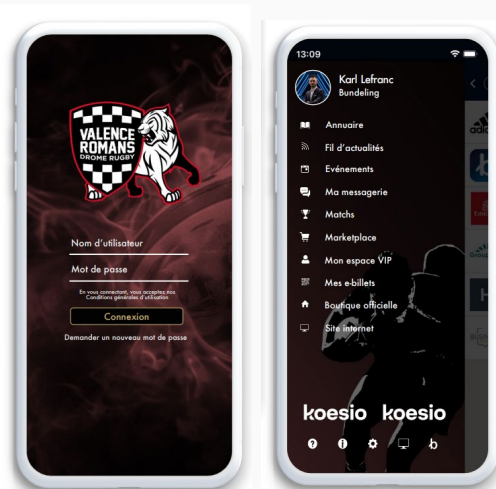 VALENCE
ROMANS
DROME RUGBY
Nom d'utilisateur
Mot de passe
En vous connectant, vous acceptez nos
Conditions générales d'utilisation
Connexion
Demander un nouveau mot de passe
13:09
Karl Lefranc
Bundeling
Annuaire
Fil d'actualités
Evénements
Ma messagerie
Matchs
Marketplace
Mon espace VIP
Mes e-billets
Boutique officielle
Site internet
koesio koesio